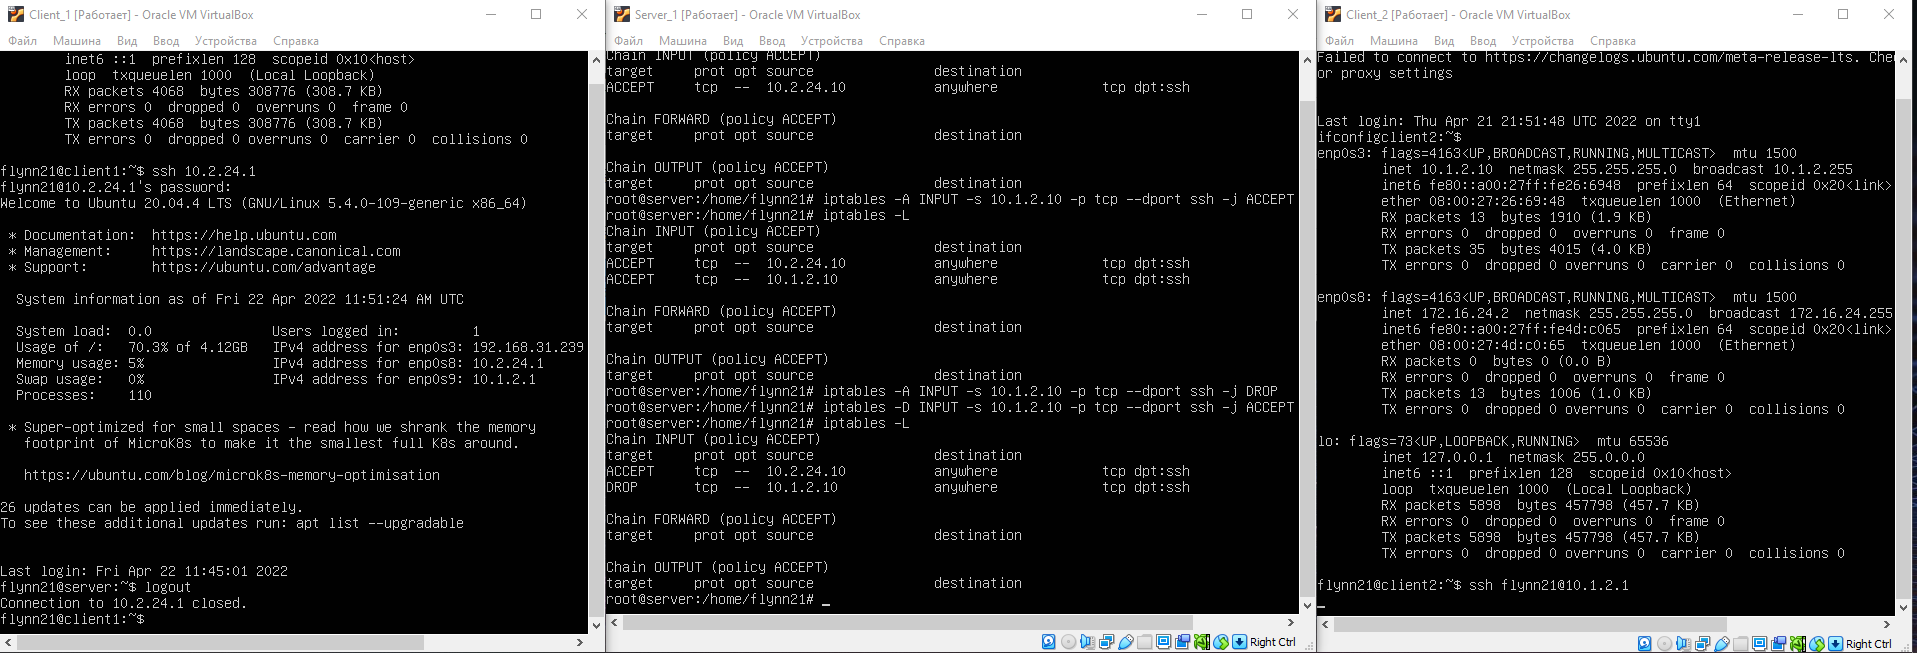 Client_1 [Работает] - Oracle VM VirtualBox
Файл Машина Вид Ввод Устройства Справка
inet6 ::1 prefixlen 128 scopeid 0x10<host>
loop txqueuelen 1000 (Local Loopback)
RX packets 4068 bytes 308776 (308.7 KB)
RX errors 0 dropped 0 overruns 0 frame 0
TX packets 4068 bytes 308776 (308.7 KB)
TX errors 0 dropped 0 overruns 0 carrier 0 collisions 0
flynn21@client1:~$ ssh 10.2.24.1
flynn21@10.2.24.1's password:
Welcome to Ubuntu 20.04.4 LTS (GNU/Linux 5.4.0-109-generic x86_64)
* Documentation: https://help.ubuntu.com
* Management: https://landscape.canonical.com
* Support: https://ubuntu.com/advantage
System information as of Fri 22 Apr 2022 11:51:24 AM UTC
System load: 0.0 Users logged in: 1
Usage of /: 70.3% of 4.12GB IPv4 address for enp0s3: 192.168.31.239
Memory usage: 5% IPv4 address for enp0s8: 10.2.24.1
Swap usage: 0% IPv4 address for enp0s9: 10.1.2.1
Processes: 110
* Super-optimized for small spaces - read how we shrank the memory
footprint of MicroK8s to make it the smallest full K8s around.
https://ubuntu.com/blog/microk8s-memory-optimisation
26 updates can be applied immediately.
To see these additional updates run: apt list --upgradable
Last login: Fri Apr 22 11:45:01 2022
flynn21@server:~$ logout
Connection to 10.2.24.1 closed.
flynn21@client1:~$
Server_1 [Работает] - Oracle VM VirtualBox
Файл Машина Вид Ввод Устройства Справка
Chain INPUT (policy ACCEPT)
target prot opt source destination
ACCEPT tcp -- 10.2.24.10 anywhere tcp dpt:ssh
Chain FORWARD (policy ACCEPT)
target prot opt source destination
Chain OUTPUT (policy ACCEPT)
target prot opt source destination
root@server:/home/flynn21# iptables -A INPUT -s 10.1.2.10 -p tcp --dport ssh -j ACCEPT
root@server:/home/flynn21# iptables -L
Chain INPUT (policy ACCEPT)
target prot opt source destination
ACCEPT tcp -- 10.2.24.10 anywhere tcp dpt:ssh
ACCEPT tcp -- 10.1.2.10 anywhere tcp dpt:ssh
Chain FORWARD (policy ACCEPT)
target prot opt source destination
Chain OUTPUT (policy ACCEPT)
target prot opt source destination
root@server:/home/flynn21# iptables -A INPUT -s 10.1.2.10 -p tcp --dport ssh -j DROP
root@server:/home/flynn21# iptables -D INPUT -s 10.1.2.10 -p tcp --dport ssh -j ACCEPT
root@server:/home/flynn21# iptables -L
Chain INPUT (policy ACCEPT)
target prot opt source destination
ACCEPT tcp -- 10.2.24.10 anywhere tcp dpt:ssh
DROP tcp -- 10.1.2.10 anywhere tcp dpt:ssh
Chain FORWARD (policy ACCEPT)
target prot opt source destination
Chain OUTPUT (policy ACCEPT)
target prot opt source destination
root@server:/home/flynn21# _
Right Ctrl
Client_2 [Работает] - Oracle VM VirtualBox
Файл Машина Вид Ввод Устройства Справка
Failed to connect to https://changelogs.ubuntu.com/meta-release-lts. Chec
or proxy settings
Last login: Thu Apr 21 21:51:48 UTC 2022 on tty1
ifconfigclient2:~$
enp0s3: flags=4163<UP,BROADCAST,RUNNING,MULTICAST> mtu 1500
inet 10.1.2.10 netmask 255.255.255.0 broadcast 10.1.2.255
inet6 fe80::a00:27ff:fe26:6948 prefixlen 64 scopeid 0x20<link>
ether 08:00:27:26:69:48 txqueuelen 1000 (Ethernet)
RX packets 13 bytes 1910 (1.9 KB)
RX errors 0 dropped 0 overruns 0 frame 0
TX packets 35 bytes 4015 (4.0 KB)
TX errors 0 dropped 0 overruns 0 carrier 0 collisions 0
enp0s8: flags=4163<UP,BROADCAST,RUNNING,MULTICAST> mtu 1500
inet 172.16.24.2 netmask 255.255.255.0 broadcast 172.16.24.255
inet6 fe80::a00:27ff:fe4d:c065 prefixlen 64 scopeid 0x20<link>
ether 08:00:27:4d:c0:65 txqueuelen 1000 (Ethernet)
RX packets 0 bytes 0 (0.0 B)
RX errors 0 dropped 0 overruns 0 frame 0
TX packets 13 bytes 1006 (1.0 KB)
TX errors 0 dropped 0 overruns 0 carrier 0 collisions 0
lo: flags=73<UP,LOOPBACK,RUNNING> mtu 65536
inet 127.0.0.1 netmask 255.0.0.0
inet6 ::1 prefixlen 128 scopeid 0x10<host>
loop txqueuelen 1000 (Local Loopback)
RX packets 5898 bytes 457798 (457.7 KB)
RX errors 0 dropped 0 overruns 0 frame 0
TX packets 5898 bytes 457798 (457.7 KB)
TX errors 0 dropped 0 overruns 0 carrier 0 collisions 0
flynn21@client2:~$ ssh flynn21@10.1.2.1
_
Right Ctrl